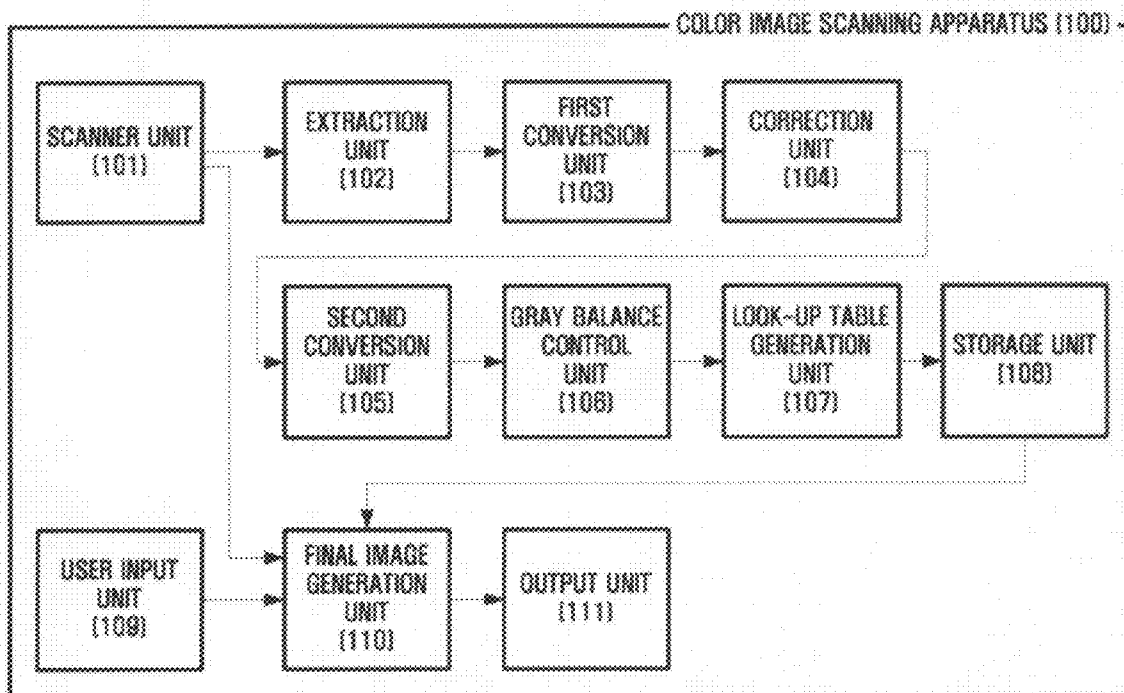 COLOR IMAGE SCANNING APPARATUS (100)
SCANNER UNIT
(101)
EXTRACTION
UNIT
(102)
FIRST
CONVERSION
UNIT
(103)
CORRECTION
UNIT
(104)
SECOND
CONVERSION
UNIT
(105)
GRAY BALANCE
CONTROL
UNIT
(106)
LOOK-UP TABLE
GENERATION
UNIT
(107)
STORAGE UNIT
(108)
USER INPUT
UNIT
(109)
FINAL IMAGE
GENERATION
UNIT
(110)
OUTPUT UNIT
(111)